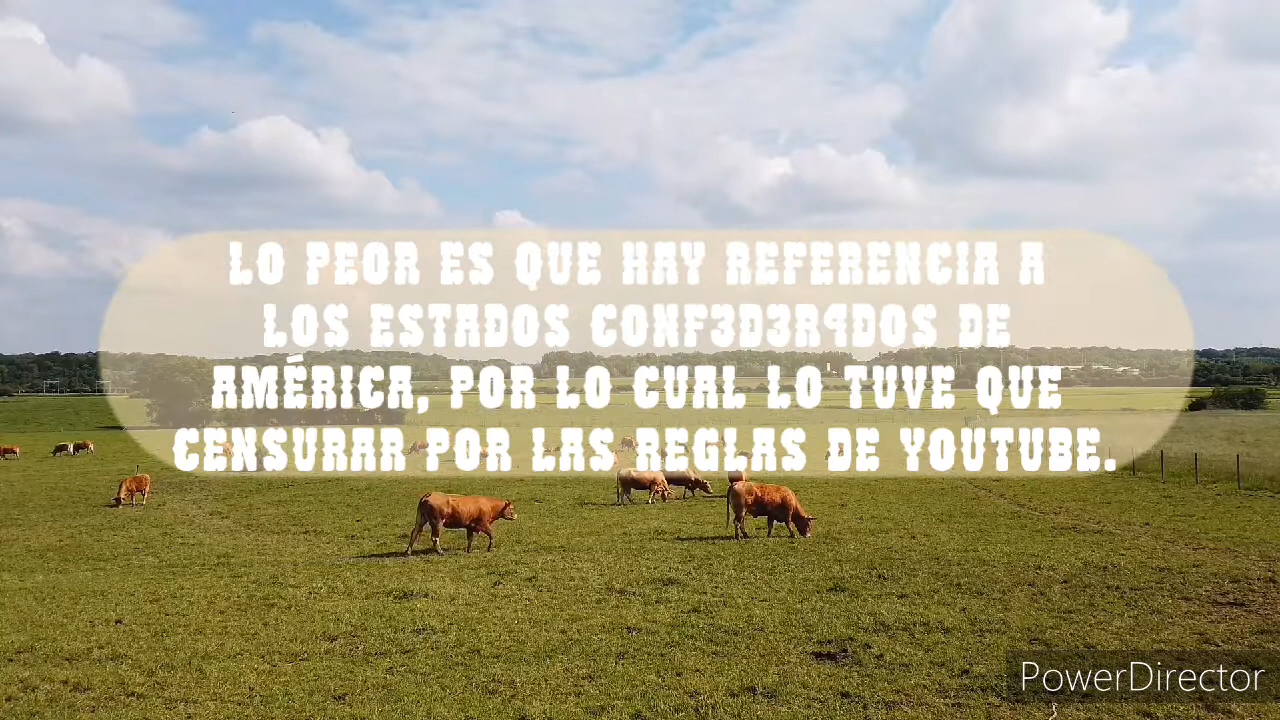 LO PEOR ES QUE HAY REFERENCIA A
LOS ESTADOS CONF3D3R4DOS DE
AMÉRICA, POR LO CUAL LO TUVE QUE
CENSURAR POR LAS REGLAS DE YOUTUBE.
PowerDirector